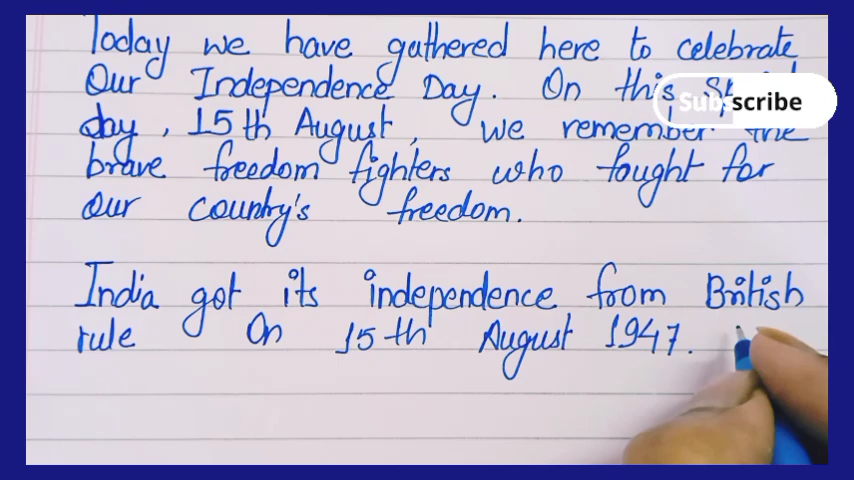 Today we have gathered here to celebrate
Our Independence Day. On this
Subscribe
day, 15th August, we remember the
brave freedom fighters who fought for
our country's freedom.
India got its independence from British
rule On 15th August 1947.